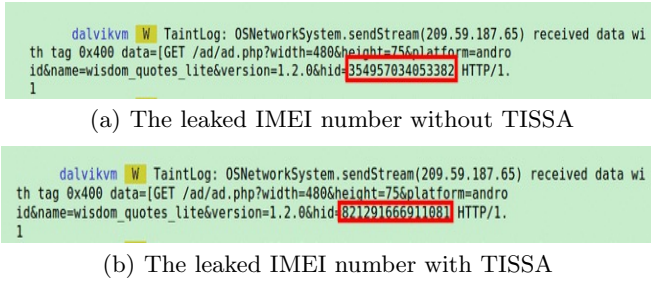 dalvikvm W TaintLog: OSNetworkSystem.sendStream(209.59.187.65) received data wi
th tag 0x400 data=[GET /ad/ad.php?width=480&height=75&platform=andro
id&name=wisdom_quotes_lite&version=1.2.0&hid=354957034053382 HTTP/1.
1
(a) The leaked IMEI number without TISSA
dalvikvm W TaintLog: OSNetworkSystem.sendStream(209.59.187.65) received data wi
th tag 0x400 data=[GET /ad/ad.php?width=480&height=75&platform=andro
id&name=wisdom_quotes_lite&version=1.2.0&hid=821291666911081 HTTP/1.
1
(b) The leaked IMEI number with TISSA